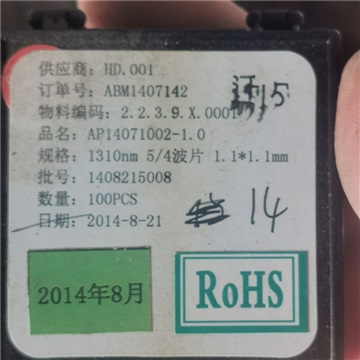 供应商：HD.001
订单号：ABM1407142
物料编码：2.2.3.9.X.0001
品名：AP14071002-1.0
规格：1310nm 5/4波片 1.1*1.1mm
批号：1408215008
数量：100PCS
日期：2014-8-21
14
2014年8月
RoHS